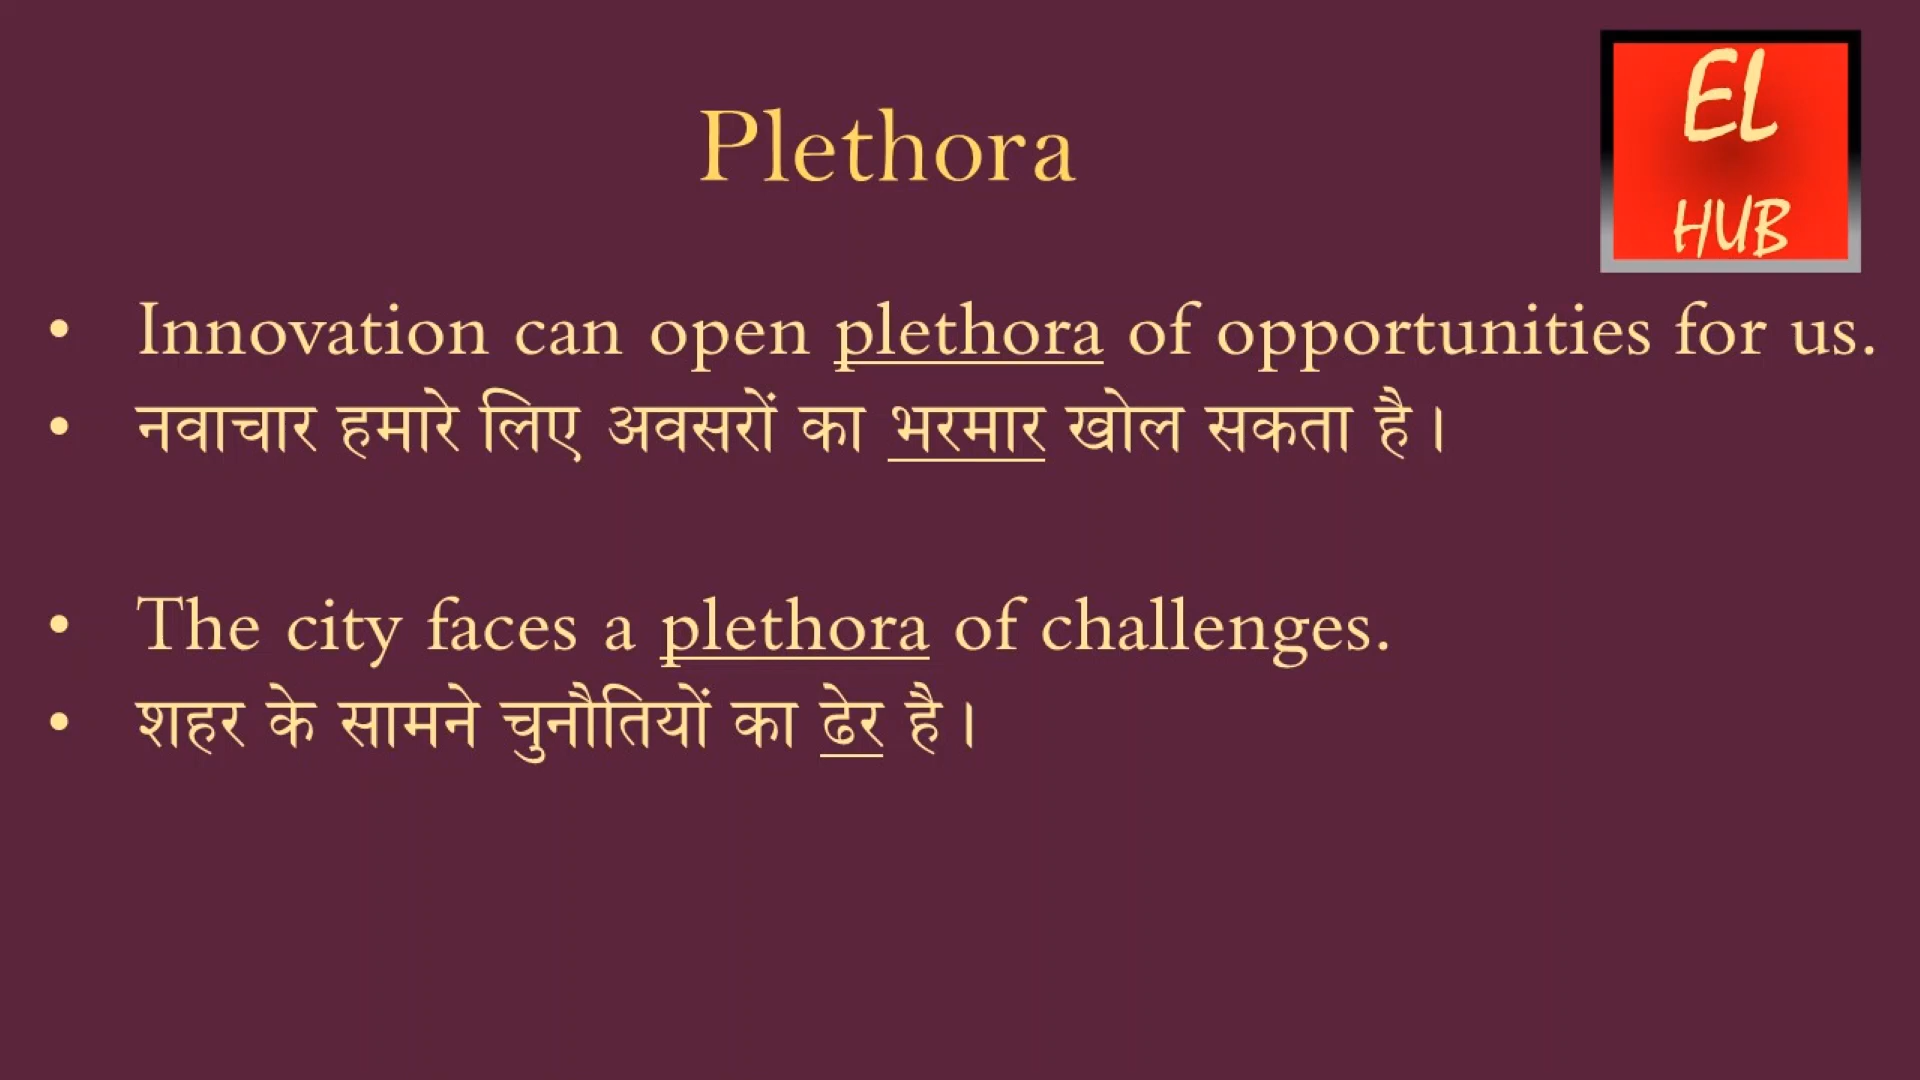 EL
HUB
Plethora
• Innovation can open plethora of opportunities for us.
• नवाचार हमारे लिए अवसरों का भरमार खोल सकता है।
• The city faces a plethora of challenges.
• शहर के सामने चुनौतियों का ढेर है।